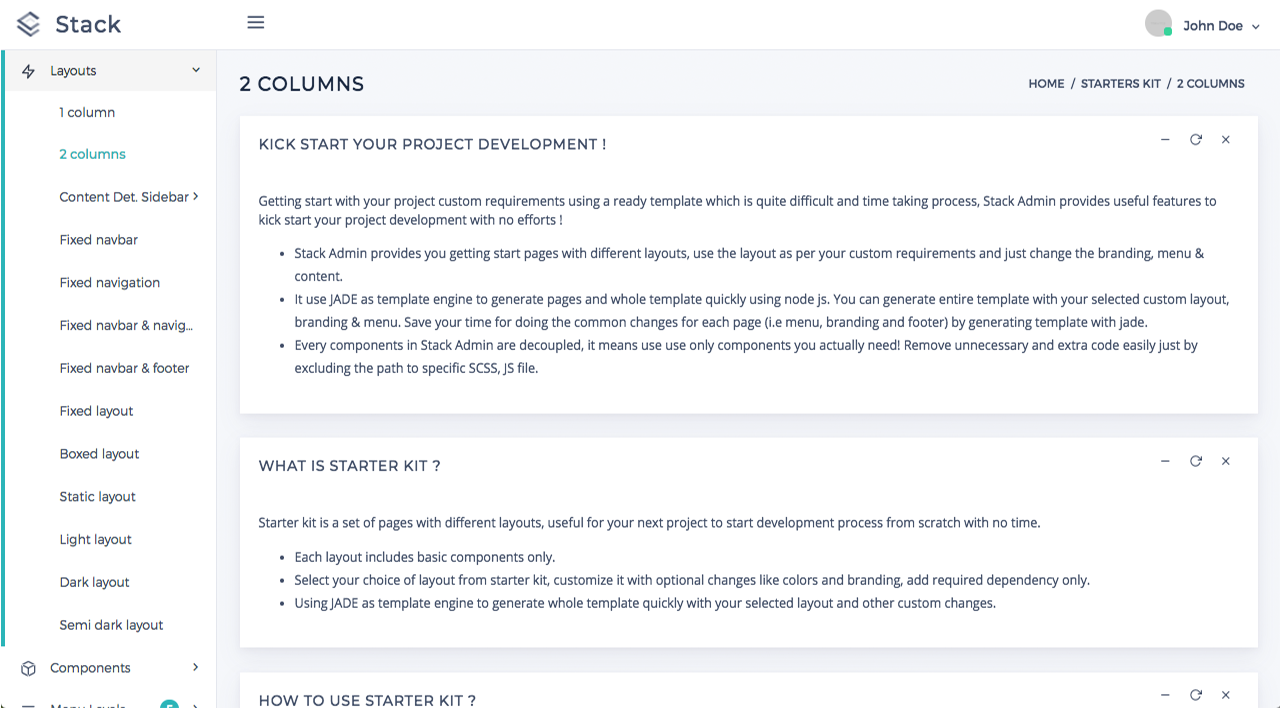 Stack
John Doe
Layouts
1 column
2 columns
Content Det. Sidebar
Fixed navbar
Fixed navigation
Fixed navbar & navig...
Fixed navbar & footer
Fixed layout
Boxed layout
Static layout
Light layout
Dark layout
Semi dark layout
Components
Menu Levels 5
2 COLUMNS
HOME / STARTERS KIT / 2 COLUMNS
KICK START YOUR PROJECT DEVELOPMENT !
Getting start with your project custom requirements using a ready template which is quite difficult and time taking process, Stack Admin provides useful features to
kick start your project development with no efforts !
• Stack Admin provides you getting start pages with different layouts, use the layout as per your custom requirements and just change the branding, menu &
content.
• It use JADE as template engine to generate pages and whole template quickly using node js. You can generate entire template with your selected custom layout,
branding & menu. Save your time for doing the common changes for each page (i.e menu, branding and footer) by generating template with jade.
• Every components in Stack Admin are decoupled, it means use use only components you actually need! Remove unnecessary and extra code easily just by
excluding the path to specific SCSS, JS file.
WHAT IS STARTER KIT ?
Starter kit is a set of pages with different layouts, useful for your next project to start development process from scratch with no time.
• Each layout includes basic components only.
• Select your choice of layout from starter kit, customize it with optional changes like colors and branding, add required dependency only.
• Using JADE as template engine to generate whole template quickly with your selected layout and other custom changes.
HOW TO USE STARTER KIT ?